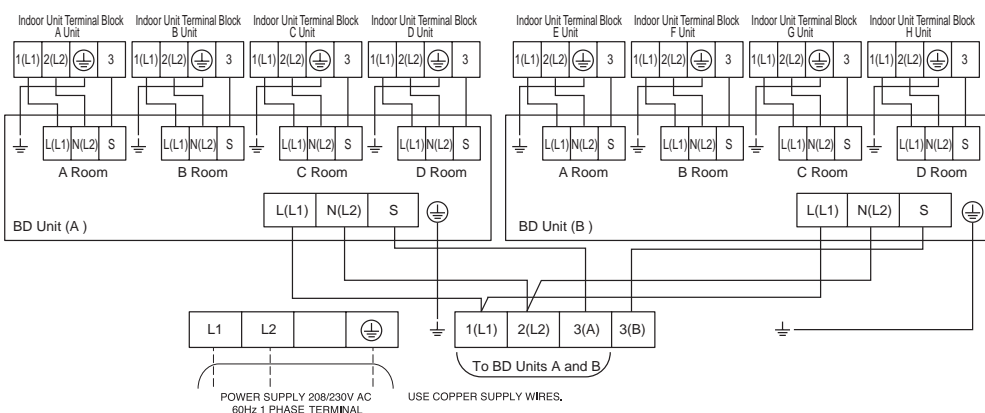 Indoor Unit Terminal Block Indoor Unit Terminal Block Indoor Unit Terminal Block Indoor Unit Terminal Block Indoor Unit Terminal Block Indoor Unit Terminal Block Indoor Unit Terminal Block Indoor Unit Terminal Block
A Unit B Unit C Unit D Unit E Unit F Unit G Unit H Unit
1(L1) 2(L2) 3 1(L1) 2(L2) 3 1(L1) 2(L2) 3 1(L1) 2(L2) 3 1(L1) 2(L2) 3 1(L1) 2(L2) 3 1(L1) 2(L2) 3 1(L1) 2(L2) 3
L(L1) N(L2) S L(L1) N(L2) S L(L1) N(L2) S L(L1) N(L2) S L(L1) N(L2) S L(L1) N(L2) S L(L1) N(L2) S L(L1) N(L2) S
A Room B Room C Room D Room A Room B Room C Room D Room
L(L1) N(L2) S L(L1) N(L2) S
BD Unit (A ) BD Unit (B )
L1 L2 1(L1) 2(L2) 3(A) 3(B)
To BD Units A and B
POWER SUPPLY 208/230V AC USE COPPER SUPPLY WIRES.
60Hz 1 PHASE TERMINAL